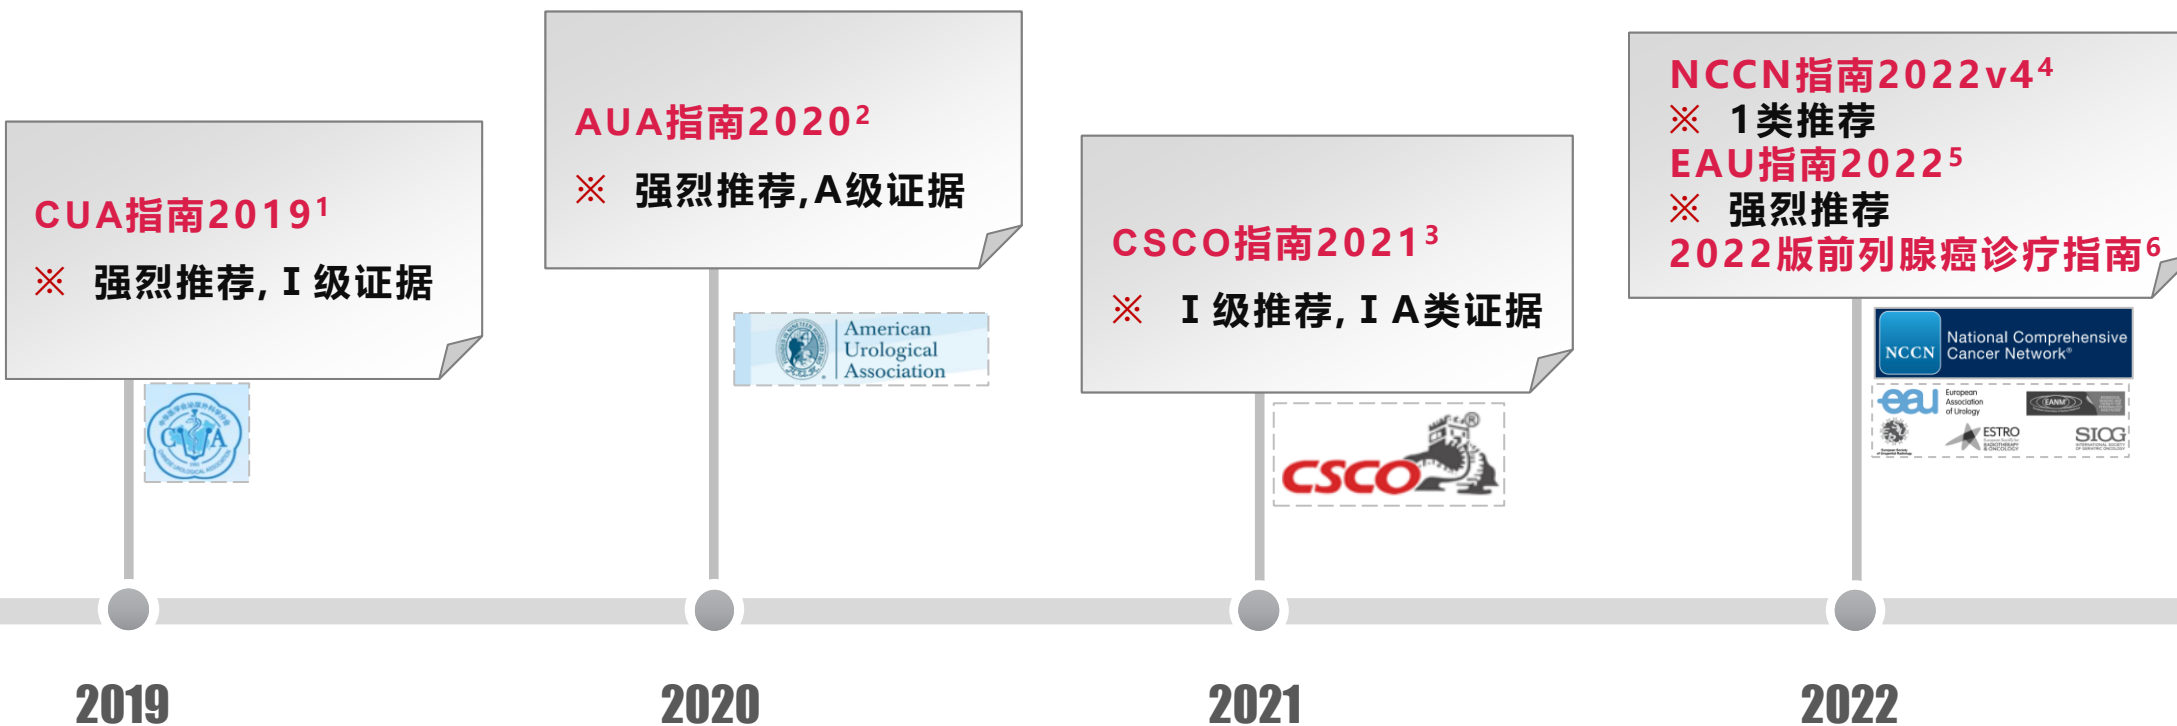 CUA指南2019¹
※ 强烈推荐, I 级证据
AUA指南2020²
※ 强烈推荐,A级证据
American
Urological
Association
CSCO指南2021³
※ I 级推荐, I A类证据
CSCO®
NCCN指南2022v4⁴
※ 1类推荐
EAU指南2022⁵
※ 强烈推荐
2022版前列腺癌诊疗指南⁶
NCCN
National Comprehensive
Cancer Network®
eau
European
Association
of Urology
EANM
ESTRO
SIOG
CUA
2019
2020
2021
2022